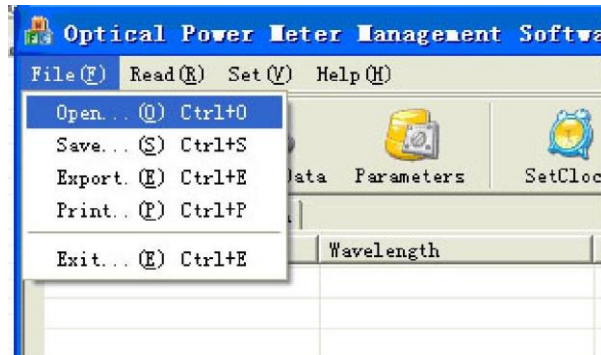 Optical Power Meter Management Softwa
File(F) Read(R) Set(V) Help(H)
Open...(O) Ctrl+O
Save...(S) Ctrl+S
Export.(E) Ctrl+E
Print..(P) Ctrl+P
Exit...(E) Ctrl+E
Data Parameters SetCloc
Wavelength